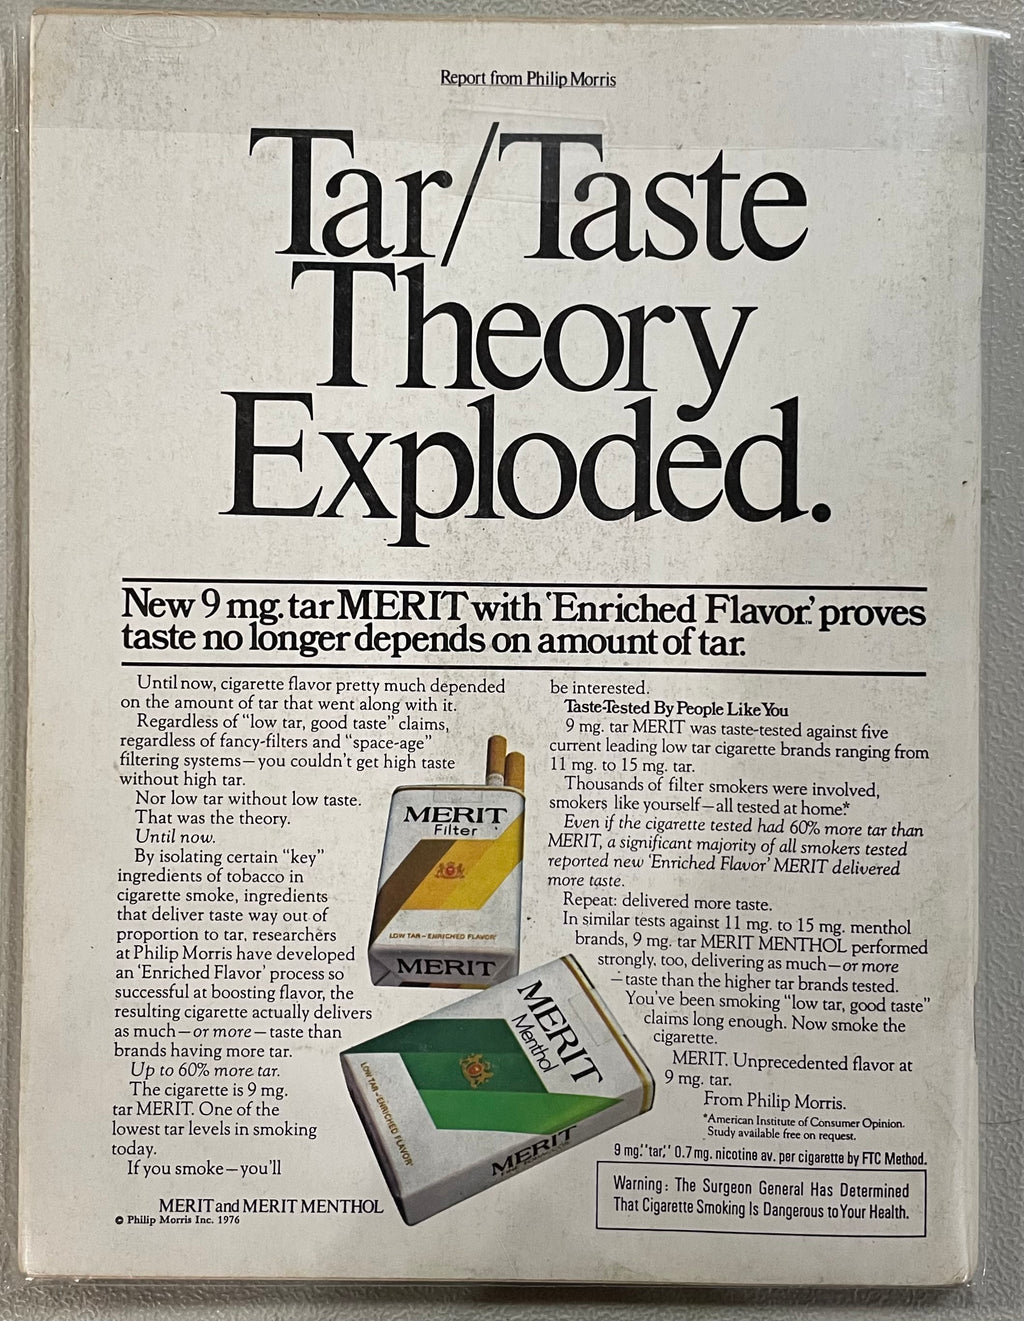 Report from Philip Morris
Tar/Taste
Theory
Exploded.
New 9 mg. tar MERIT with 'Enriched Flavor.' proves
taste no longer depends on amount of tar.
Until now, cigarette flavor pretty much depended
on the amount of tar that went along with it.
Regardless of "low tar, good taste" claims,
regardless of fancy-filters and "space-age"
filtering systems—you couldn't get high taste
without high tar.
Nor low tar without low taste.
That was the theory.
Until now.
By isolating certain "key"
ingredients of tobacco in
cigarette smoke, ingredients
that deliver taste way out of
proportion to tar, researchers
at Philip Morris have developed
an 'Enriched Flavor' process so
successful at boosting flavor, the
resulting cigarette actually delivers
as much—or more—taste than
brands having more tar.
Up to 60% more tar.
The cigarette is 9 mg.
tar MERIT. One of the
lowest tar levels in smoking
today.
If you smoke—you'll
be interested.
Taste-Tested By People Like You
9 mg. tar MERIT was taste-tested against five
current leading low tar cigarette brands ranging from
11 mg. to 15 mg. tar.
Thousands of filter smokers were involved,
smokers like yourself—all tested at home.*
Even if the cigarette tested had 60% more tar than
MERIT, a significant majority of all smokers tested
reported new 'Enriched Flavor' MERIT delivered
more taste.
Repeat: delivered more taste.
In similar tests against 11 mg. to 15 mg. menthol
brands, 9 mg. tar MERIT MENTHOL performed
strongly, too, delivering as much—or more
—taste than the higher tar brands tested.
You've been smoking "low tar, good taste"
claims long enough. Now smoke the
cigarette.
MERIT. Unprecedented flavor at
9 mg. tar.
From Philip Morris.
*American Institute of Consumer Opinion.
Study available free on request.
MERIT
Filter
LOW TAR–ENRICHED FLAVOR
MERIT
MERIT
Menthol
LOW TAR–ENRICHED FLAVOR
MERIT
9 mg. "tar," 0.7 mg. nicotine av. per cigarette by FTC Method.
Warning: The Surgeon General Has Determined
That Cigarette Smoking Is Dangerous to Your Health.
MERIT and MERIT MENTHOL
© Philip Morris Inc. 1976